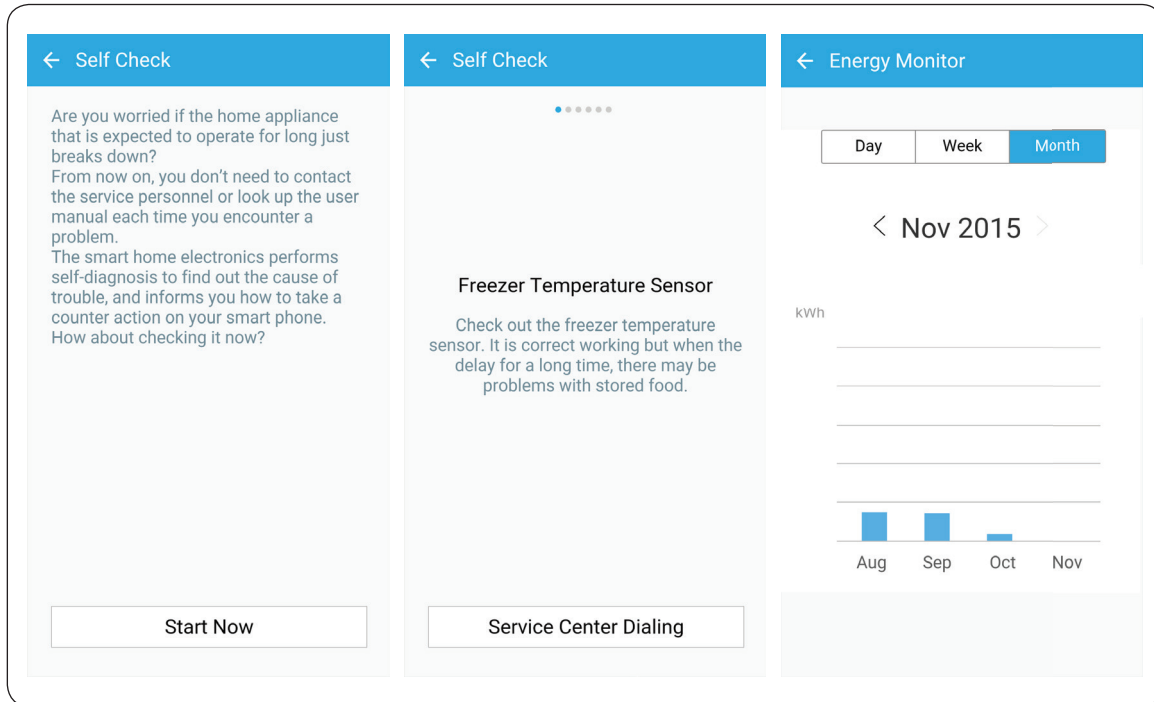 Self Check
Are you worried if the home appliance
that is expected to operate for long just
breaks down?
From now on, you don't need to contact
the service personnel or look up the user
manual each time you encounter a
problem.
The smart home electronics performs
self-diagnosis to find out the cause of
trouble, and informs you how to take a
counter action on your smart phone.
How about checking it now?
Start Now
Self Check
Freezer Temperature Sensor
Check out the freezer temperature
sensor. It is correct working but when the
delay for a long time, there may be
problems with stored food.
Service Center Dialing
Energy Monitor
Day Week Month
Nov 2015
kWh
Aug Sep Oct Nov